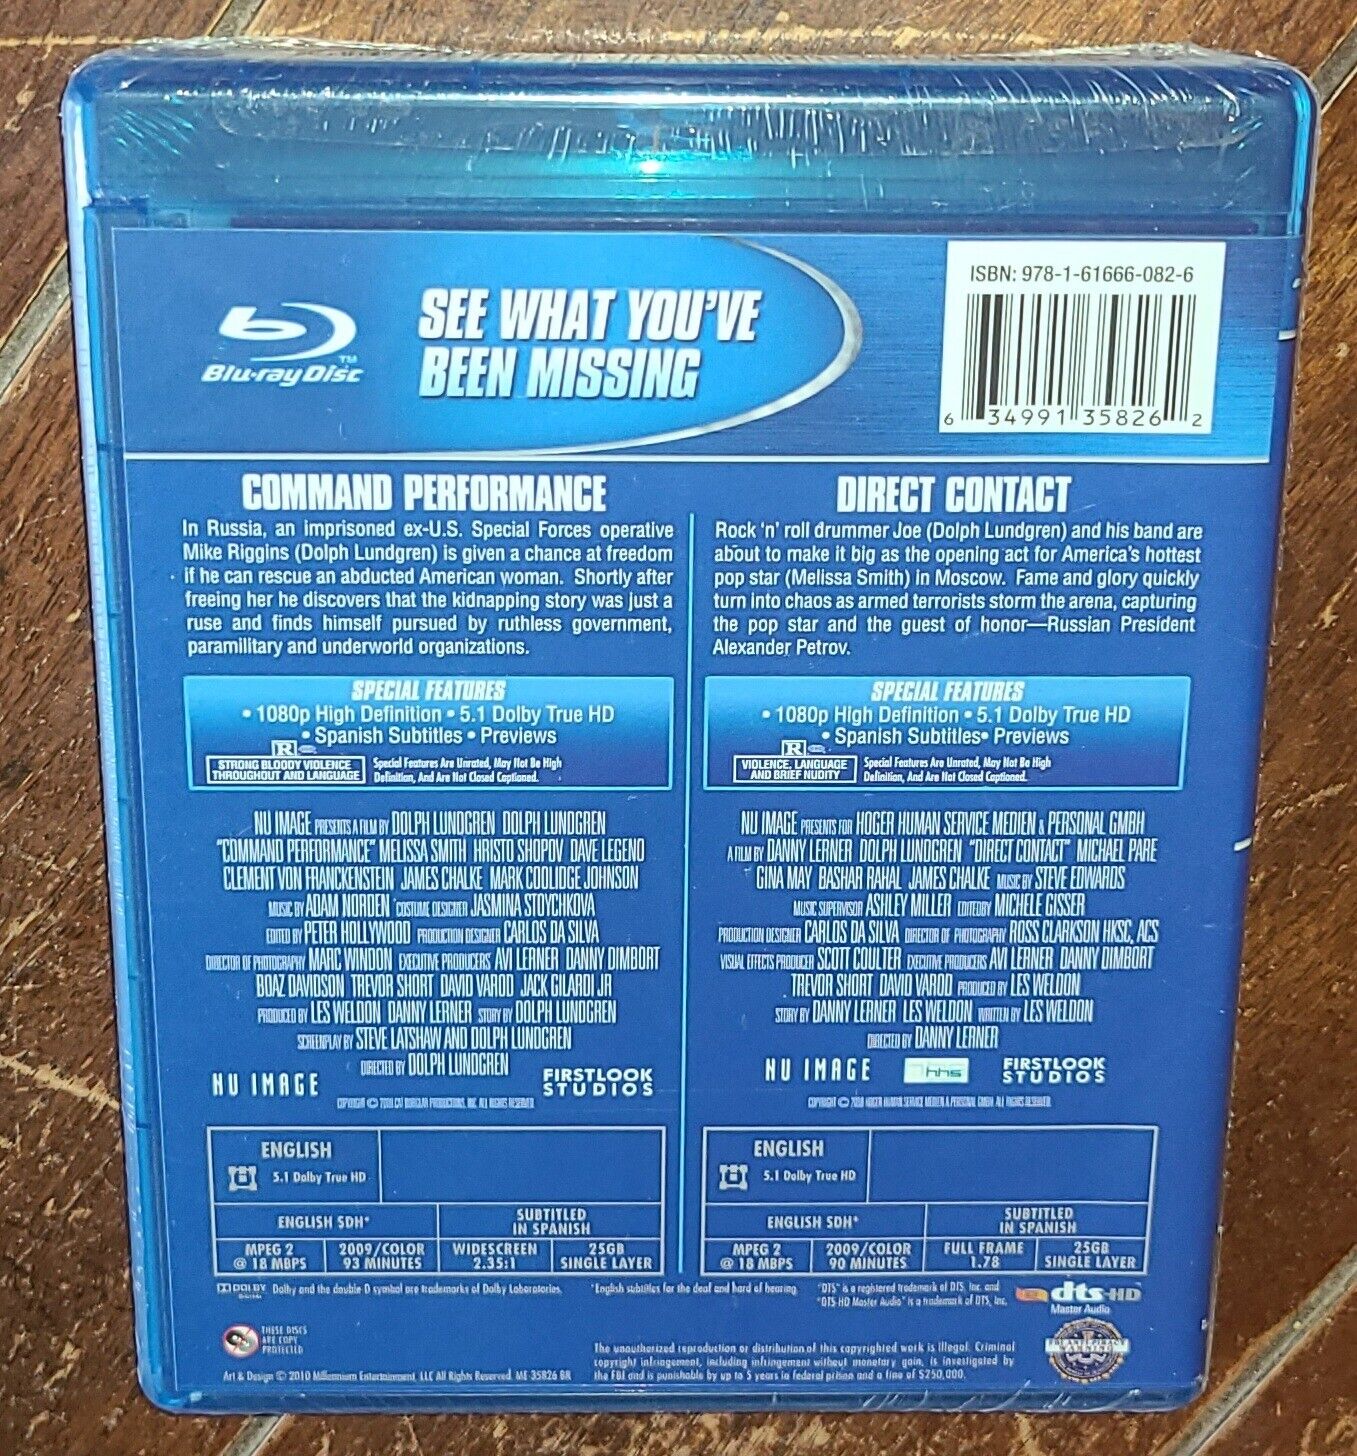 Blu-ray Disc
TM
SEE WHAT YOU'VE
BEEN MISSING
ISBN: 978-1-61666-082-6
6 34991 35826 2
COMMAND PERFORMANCE
In Russia, an imprisoned ex-U.S. Special Forces operative
Mike Riggins (Dolph Lundgren) is given a chance at freedom
if he can rescue an abducted American woman. Shortly after
freeing her he discovers that the kidnapping story was just a
ruse and finds himself pursued by ruthless government,
paramilitary and underworld organizations.
SPECIAL FEATURES
• 1080p High Definition • 5.1 Dolby True HD
• Spanish Subtitles • Previews
R
STRONG BLOODY VIOLENCE
THROUGHOUT AND LANGUAGE
Special Features Are Unrated, May Not Be High
Definition, And Are Not Closed Captioned.
NU IMAGE PRESENTS A FILM BY DOLPH LUNDGREN DOLPH LUNDGREN
"COMMAND PERFORMANCE" MELISSA SMITH HRISTO SHOPOV DAVE LEGENO
CLEMENT VON FRANCKENSTEIN JAMES CHALKE MARK COOLIDGE JOHNSON
MUSIC BY ADAM NORDEN COSTUME DESIGNER JASMINA STOYCHKOVA
EDITED BY PETER HOLLYWOOD PRODUCTION DESIGNER CARLOS DA SILVA
DIRECTOR OF PHOTOGRAPHY MARC WINDON EXECUTIVE PRODUCERS AVI LERNER DANNY DIMBORT
BOAZ DAVIDSON TREVOR SHORT DAVID VAROD JACK GILARDI JR
PRODUCED BY LES WELDON DANNY LERNER STORY BY DOLPH LUNDGREN
SCREENPLAY BY STEVE LATSHAW AND DOLPH LUNDGREN
DIRECTED BY DOLPH LUNDGREN
NU IMAGE
FIRSTLOOK
STUDIOS
ENGLISH
5.1 Dolby True HD
ENGLISH SDH*
SUBTITLED
IN SPANISH
MPEG 2
@ 18 MBPS
2009/COLOR
93 MINUTES
WIDESCREEN
2.35:1
25GB
SINGLE LAYER
DIRECT CONTACT
Rock 'n' roll drummer Joe (Dolph Lundgren) and his band are
about to make it big as the opening act for America's hottest
pop star (Melissa Smith) in Moscow. Fame and glory quickly
turn into chaos as armed terrorists storm the arena, capturing
the pop star and the guest of honor—Russian President
Alexander Petrov.
SPECIAL FEATURES
• 1080p High Definition • 5.1 Dolby True HD
• Spanish Subtitles• Previews
R
VIOLENCE, LANGUAGE
AND BRIEF NUDITY
Special Features Are Unrated, May Not Be High
Definition, And Are Not Closed Captioned.
NU IMAGE PRESENTS FOR HOGER HUMAN SERVICE MEDIEN & PERSONAL GMBH
A FILM BY DANNY LERNER DOLPH LUNDGREN "DIRECT CONTACT" MICHAEL PARE
GINA MAY BASHAR RAHAL JAMES CHALKE MUSIC BY STEVE EDWARDS
MUSIC SUPERVISOR ASHLEY MILLER EDITED BY MICHELE GISSER
PRODUCTION DESIGNER CARLOS DA SILVA DIRECTOR OF PHOTOGRAPHY ROSS CLARKSON HKSC, ACS
VISUAL EFFECTS PRODUCER SCOTT COULTER EXECUTIVE PRODUCERS AVI LERNER DANNY DIMBORT
TREVOR SHORT DAVID VAROD PRODUCED BY LES WELDON
STORY BY DANNY LERNER LES WELDON WRITTEN BY LES WELDON
DIRECTED BY DANNY LERNER
NU IMAGE
hhs
FIRSTLOOK
STUDIOS
ENGLISH
5.1 Dolby True HD
ENGLISH SDH*
SUBTITLED
IN SPANISH
MPEG 2
@ 18 MBPS
2009/COLOR
90 MINUTES
FULL FRAME
1.78
25GB
SINGLE LAYER
DOLBY
DIGITAL
Dolby and the double D symbol are trademarks of Dolby Laboratories.
*English subtitles for the deaf and hard of hearing.
"DTS" is a registered trademark of DTS, Inc. and
"DTS-HD Master Audio" is a trademark of DTS, Inc.
dts-HD
Master Audio
THESE DISCS
ARE COPY
PROTECTED
Art & Design © 2010 Millennium Entertainment, LLC All Rights Reserved. ME 35826 BR
The unauthorized reproduction or distribution of this copyrighted work is illegal. Criminal
copyright infringement, including infringement without monetary gain, is investigated by
the FBI and is punishable by up to 5 years in federal prison and a fine of $250,000.
FBI ANTI-PIRACY
WARNING